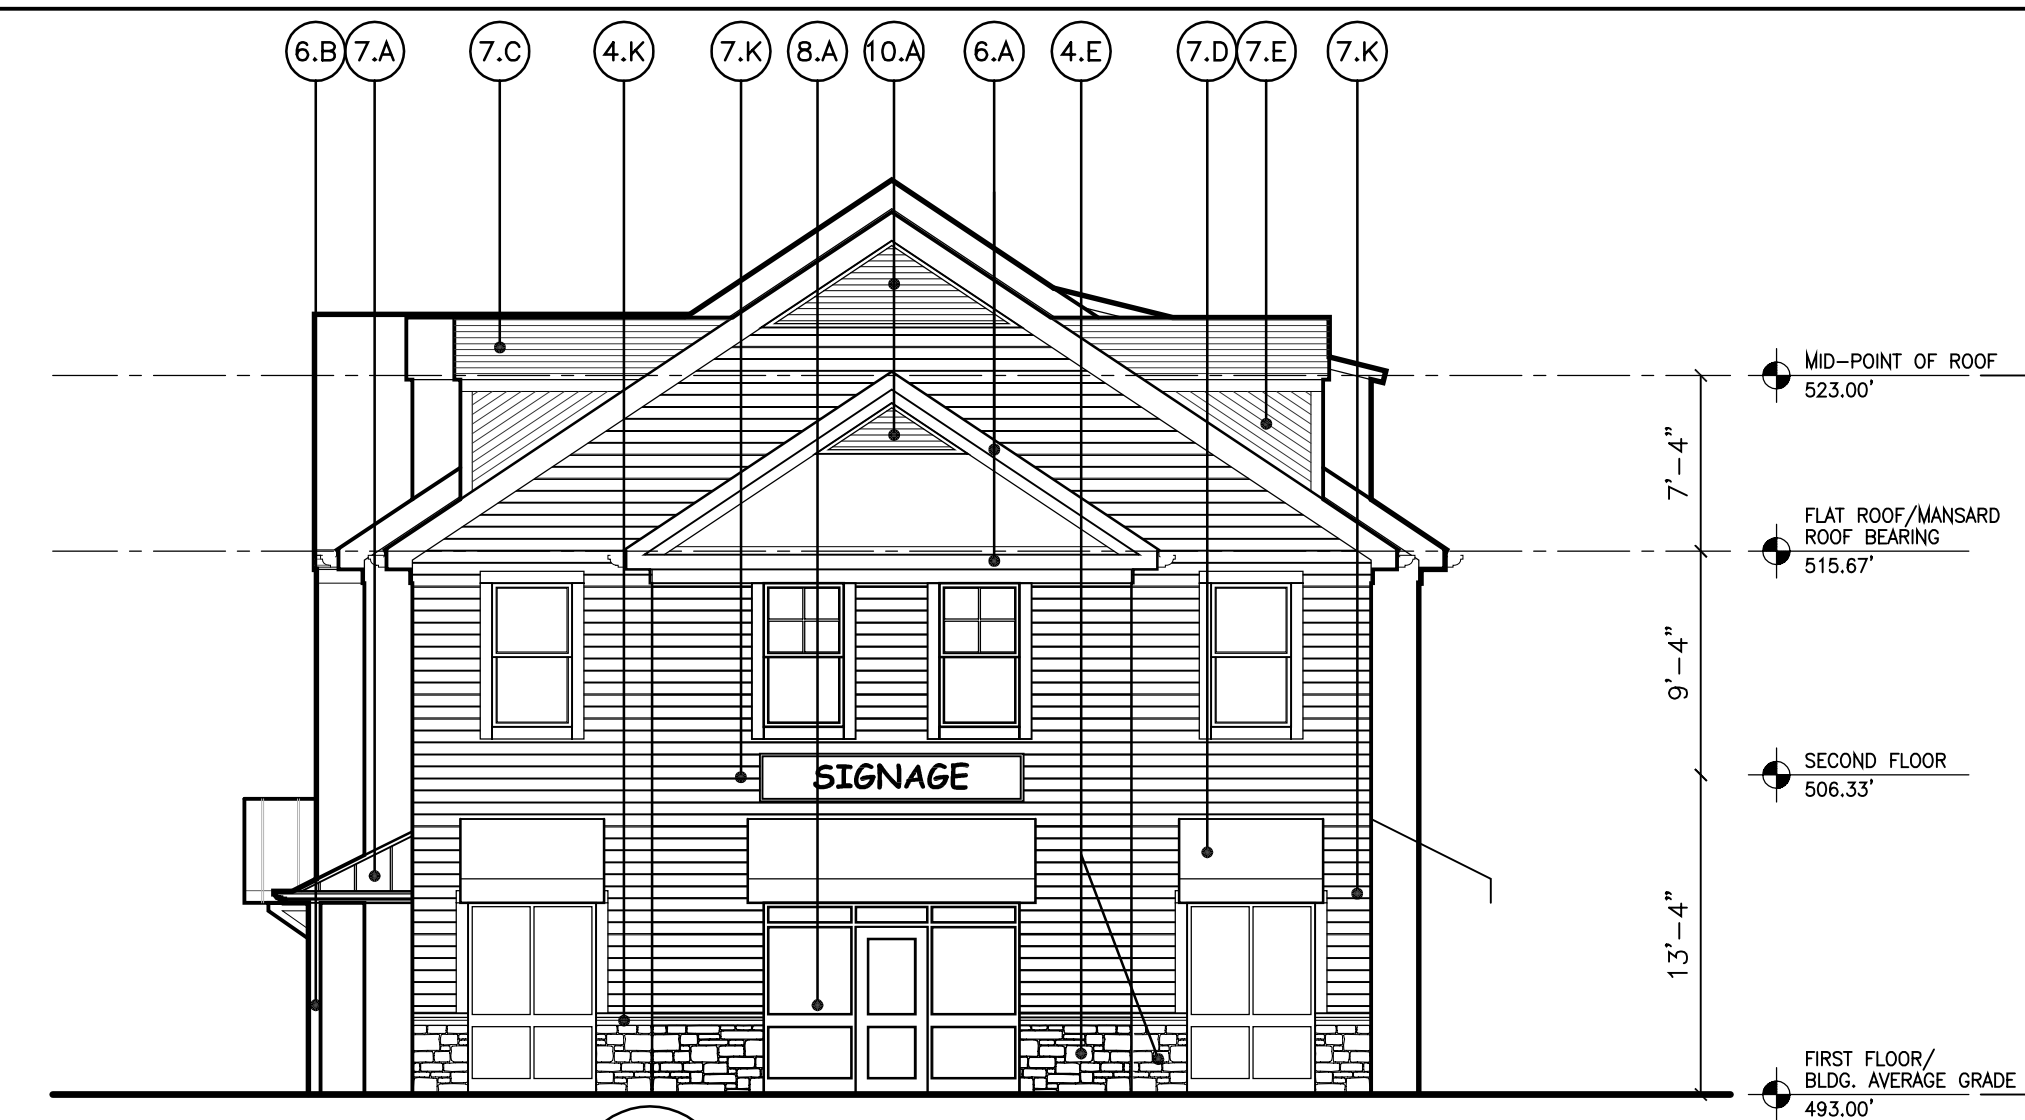 6.B 7.A 7.C 4.K 7.K 8.A 10.A 6.A 4.E 7.D 7.E 7.K
MID-POINT OF ROOF
523.00'
7'-4"
FLAT ROOF/MANSARD
ROOF BEARING
515.67'
9'-4"
SECOND FLOOR
506.33'
SIGNAGE
13'-4"
FIRST FLOOR/
BLDG. AVERAGE GRADE
493.00'